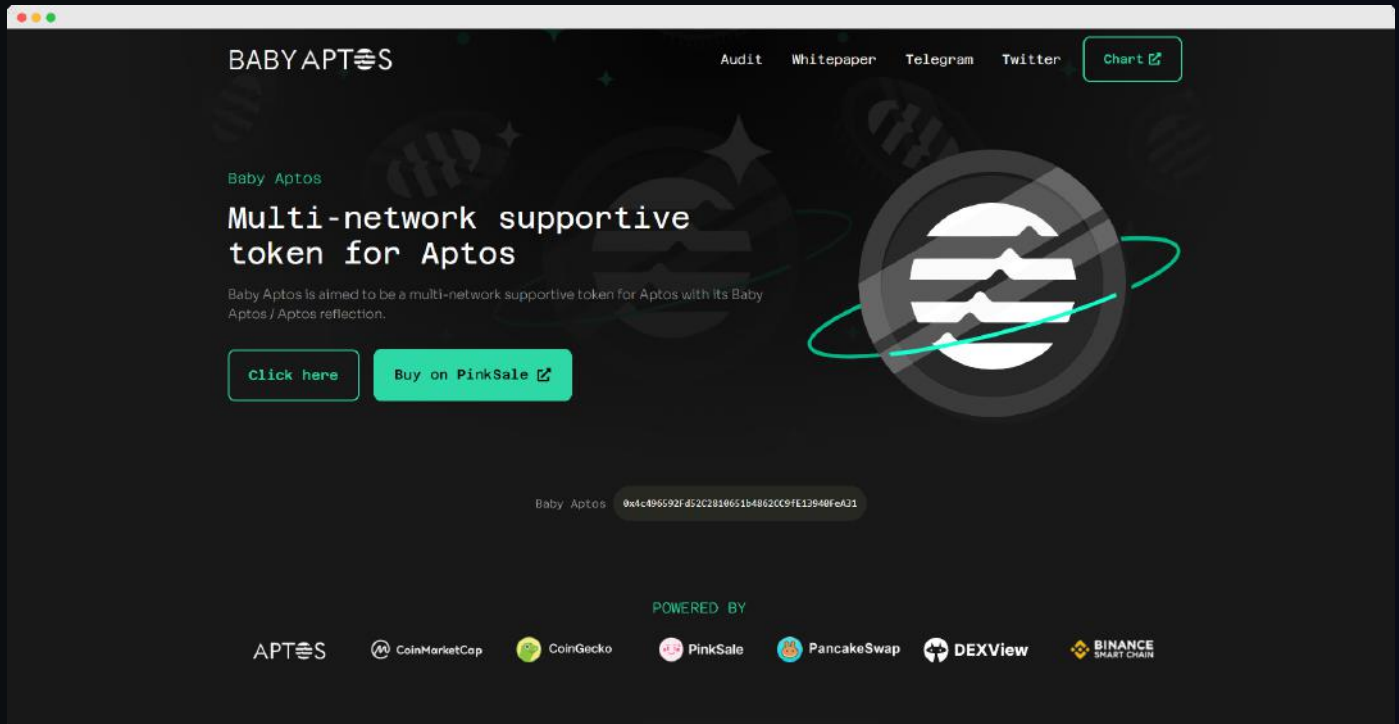 BABY APTOS
Audit Whitepaper Telegram Twitter Chart
Baby Aptos
Multi-network supportive
token for Aptos
Baby Aptos is aimed to be a multi-network supportive token for Aptos with its Baby
Aptos / Aptos reflection.
Click here Buy on PinkSale
Baby Aptos 0x4c496592Fd52C2810651b4862CC9fE13940FeA31
POWERED BY
APTOS CoinMarketCap CoinGecko PinkSale PancakeSwap DEXView BINANCE
SMART CHAIN